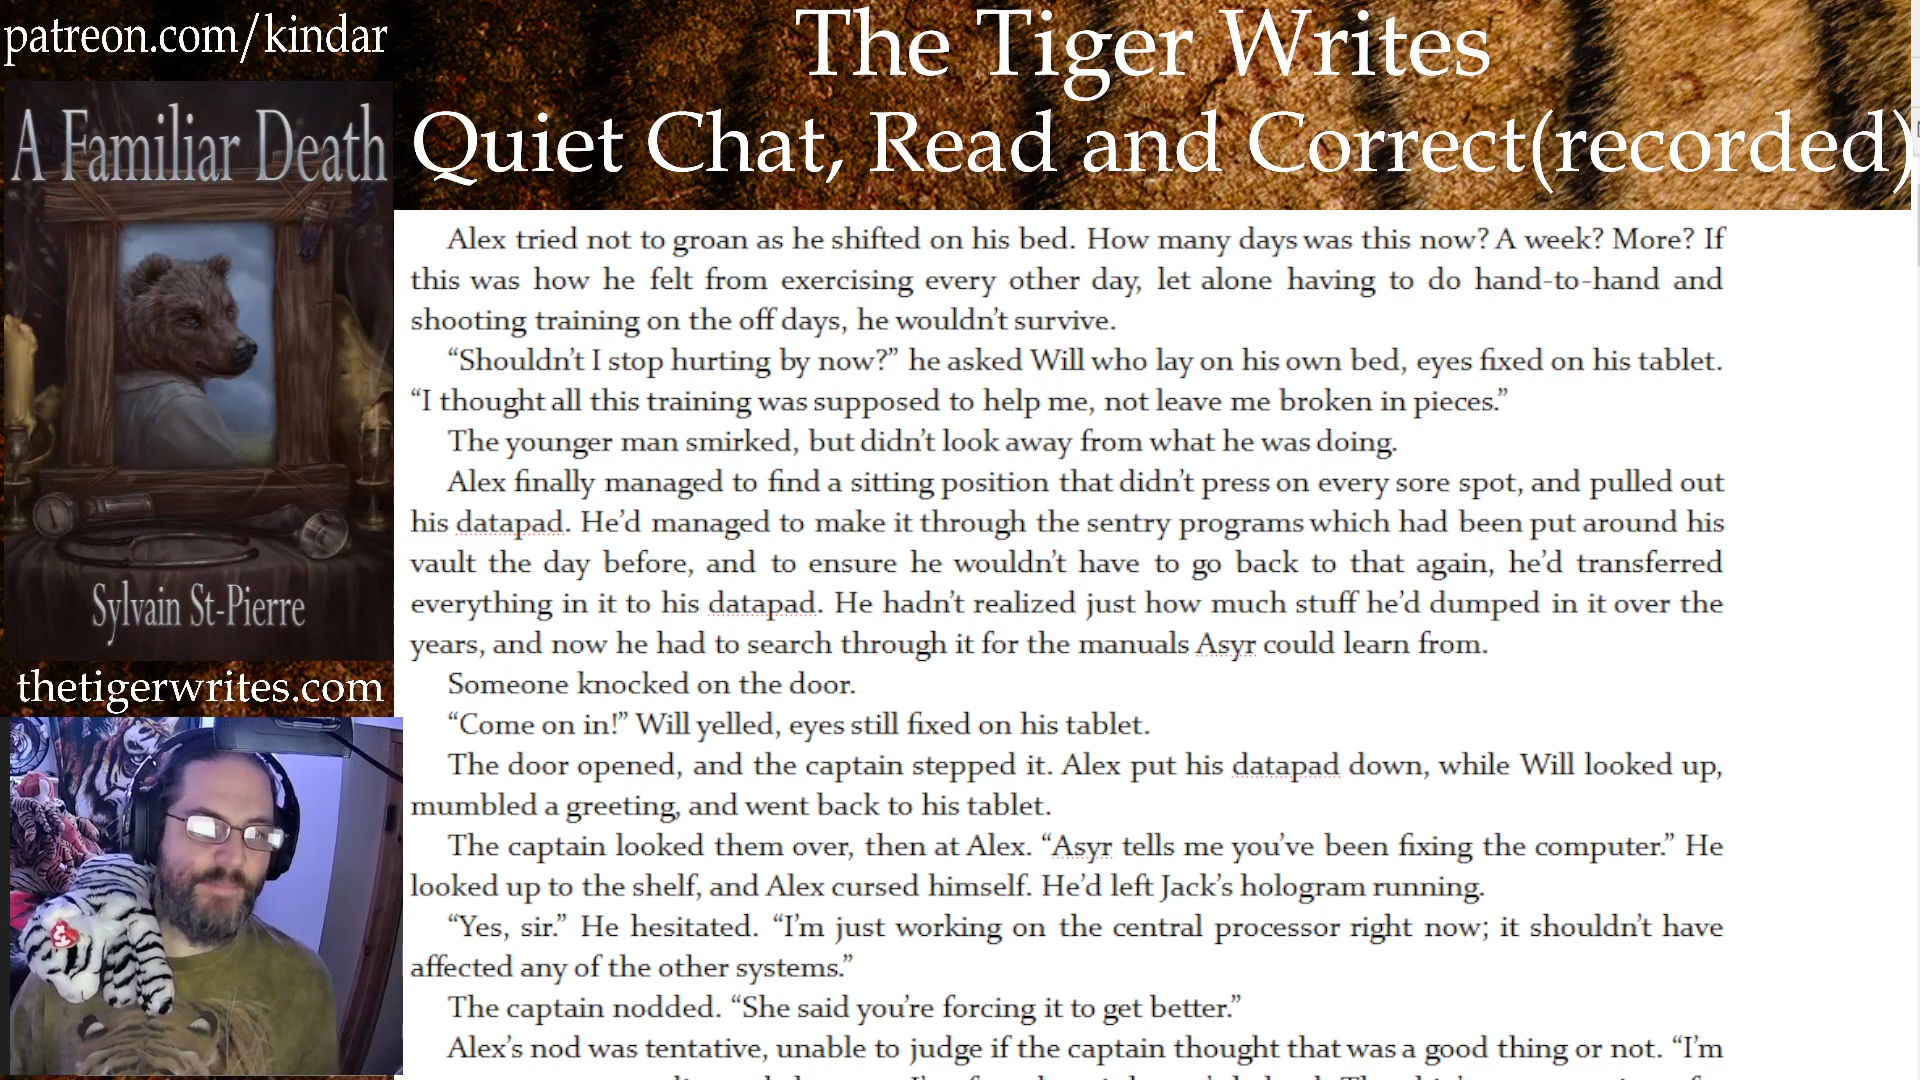 patreon.com/kindar
The Tiger Writes
Quiet Chat, Read and Correct(recorded)
A Familiar Death
Sylvain St-Pierre
thetigerwrites.com
Alex tried not to groan as he shifted on his bed. How many days was this now? A week? More? If
this was how he felt from exercising every other day, let alone having to do hand-to-hand and
shooting training on the off days, he wouldn’t survive.
“Shouldn’t I stop hurting by now?” he asked Will who lay on his own bed, eyes fixed on his tablet.
“I thought all this training was supposed to help me, not leave me broken in pieces.”
The younger man smirked, but didn’t look away from what he was doing.
Alex finally managed to find a sitting position that didn’t press on every sore spot, and pulled out
his datapad. He’d managed to make it through the sentry programs which had been put around his
vault the day before, and to ensure he wouldn’t have to go back to that again, he’d transferred
everything in it to his datapad. He hadn’t realized just how much stuff he’d dumped in it over the
years, and now he had to search through it for the manuals Asyr could learn from.
Someone knocked on the door.
“Come on in!” Will yelled, eyes still fixed on his tablet.
The door opened, and the captain stepped it. Alex put his datapad down, while Will looked up,
mumbled a greeting, and went back to his tablet.
The captain looked them over, then at Alex. “Asyr tells me you’ve been fixing the computer.” He
looked up to the shelf, and Alex cursed himself. He’d left Jack’s hologram running.
“Yes, sir.” He hesitated. “I’m just working on the central processor right now; it shouldn’t have
affected any of the other systems.”
The captain nodded. “She said you’re forcing it to get better.”
Alex’s nod was tentative, unable to judge if the captain thought that was a good thing or not. “I’m